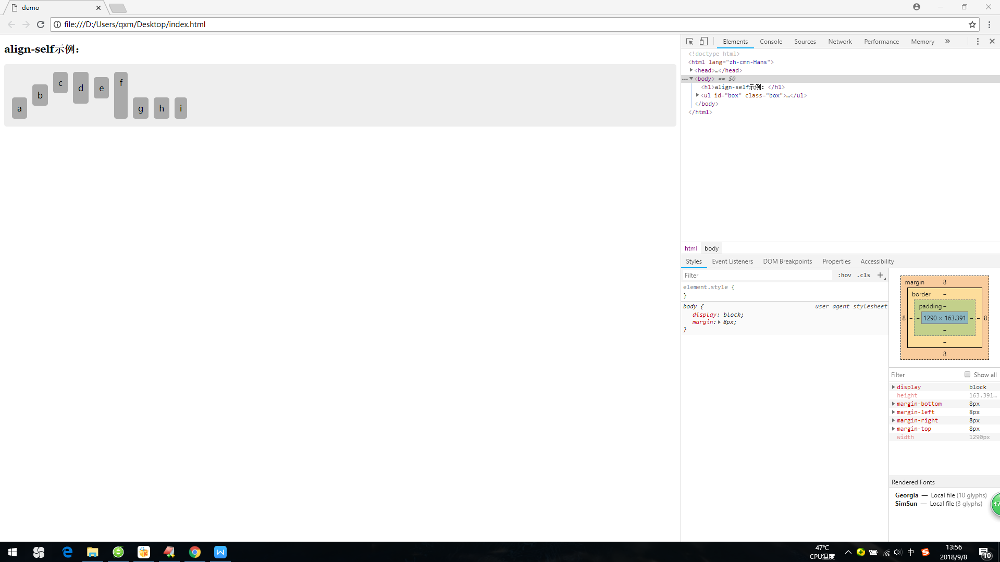 demo
file:///D:/Users/qxm/Desktop/index.html
align-self示例：
a
b
c
d
e
f
g
h
i
Elements Console Sources Network Performance Memory »
<!doctype html>
<html lang="zh-cmn-Hans">
<head>…</head>
…<body> == $0
<h1>align-self示例：</h1>
<ul id="box" class="box">…</ul>
</body>
</html>
html body
Styles Event Listeners DOM Breakpoints Properties Accessibility
Filter :hov .cls +
element.style {
}
body { user agent stylesheet
display: block;
margin: 8px;
}
margin 8
border –
padding –
8 – – 1290 × 163.391 – – 8
–
–
8
Filter Show all
display block
height 163.391…
margin-bottom 8px
margin-left 8px
margin-right 8px
margin-top 8px
width 1290px
Rendered Fonts
Georgia — Local file (10 glyphs)
SimSun — Local file (3 glyphs)
47
47℃
CPU温度
中
13:56
2018/9/8
10